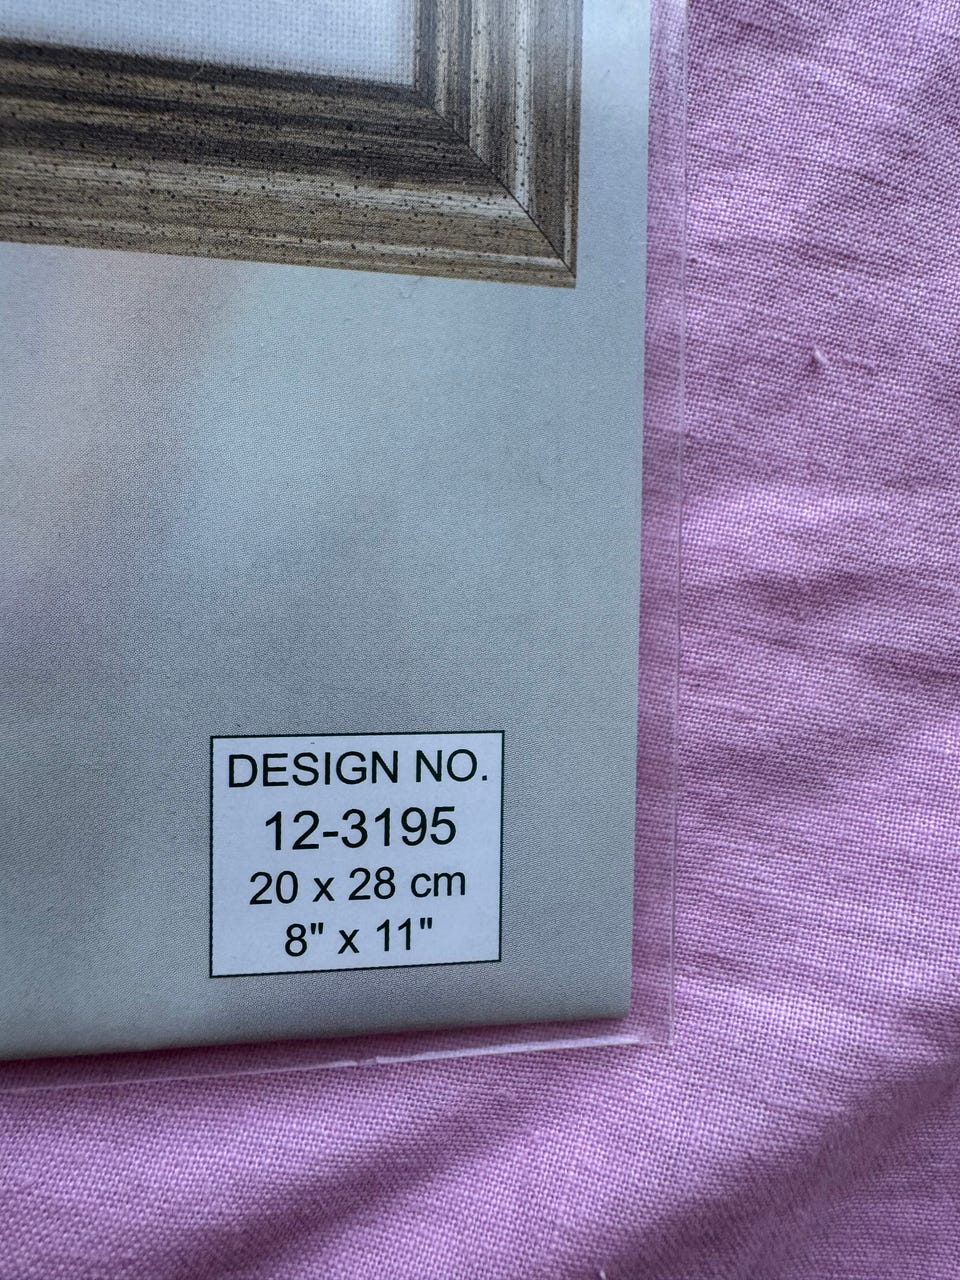 DESIGN NO.
12-3195
20 x 28 cm
8" x 11"